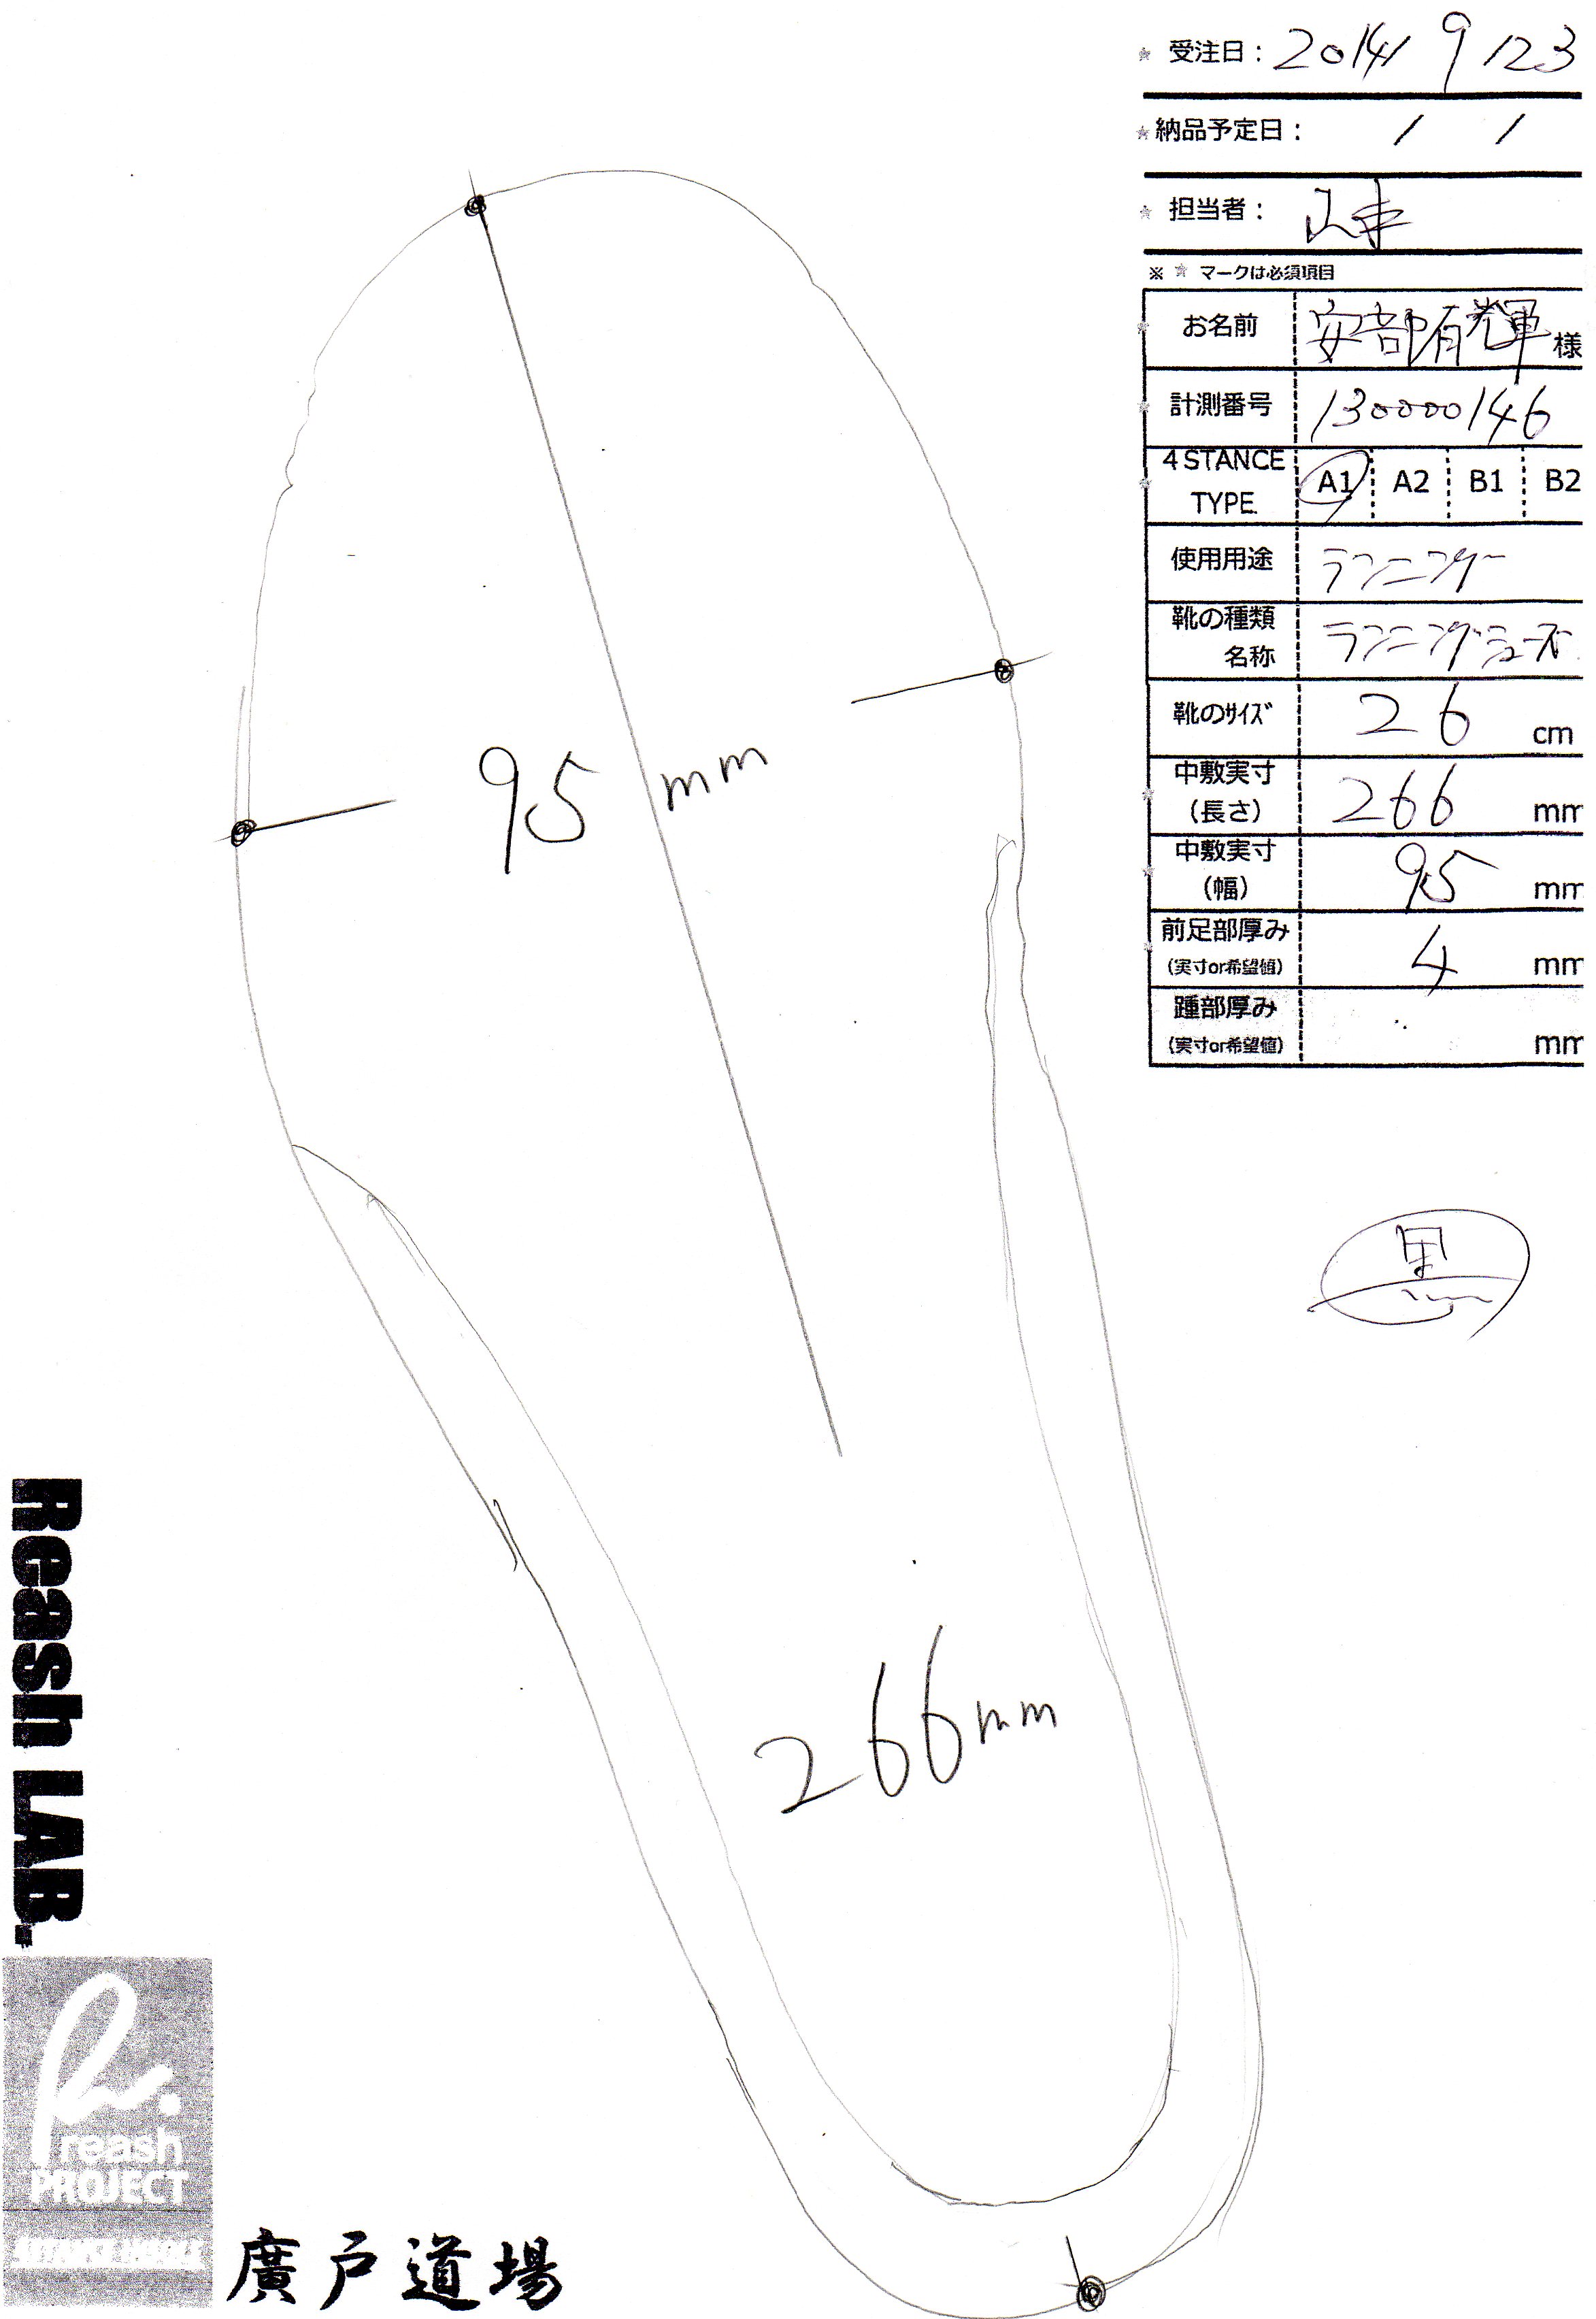 ★ 受注日: 2014 / 9 / 23
★ 納品予定日: / /
★ 担当者:
※ ★ マークは必須項目
お名前 安部有輝 様
計測番号 130000146
4 STANCE TYPE. A1 A2 B1 B2
使用用途 ランニング
靴の種類 名称 ランニングシューズ
靴のサイズ 26 cm
中敷実寸 (長さ) 266 mm
中敷実寸 (幅) 95 mm
前足部厚み (実寸or希望値) 4 mm
踵部厚み (実寸or希望値) mm
95 mm
黒
266mm
Reash LAB.
reash
PROJECT
廣戸道場